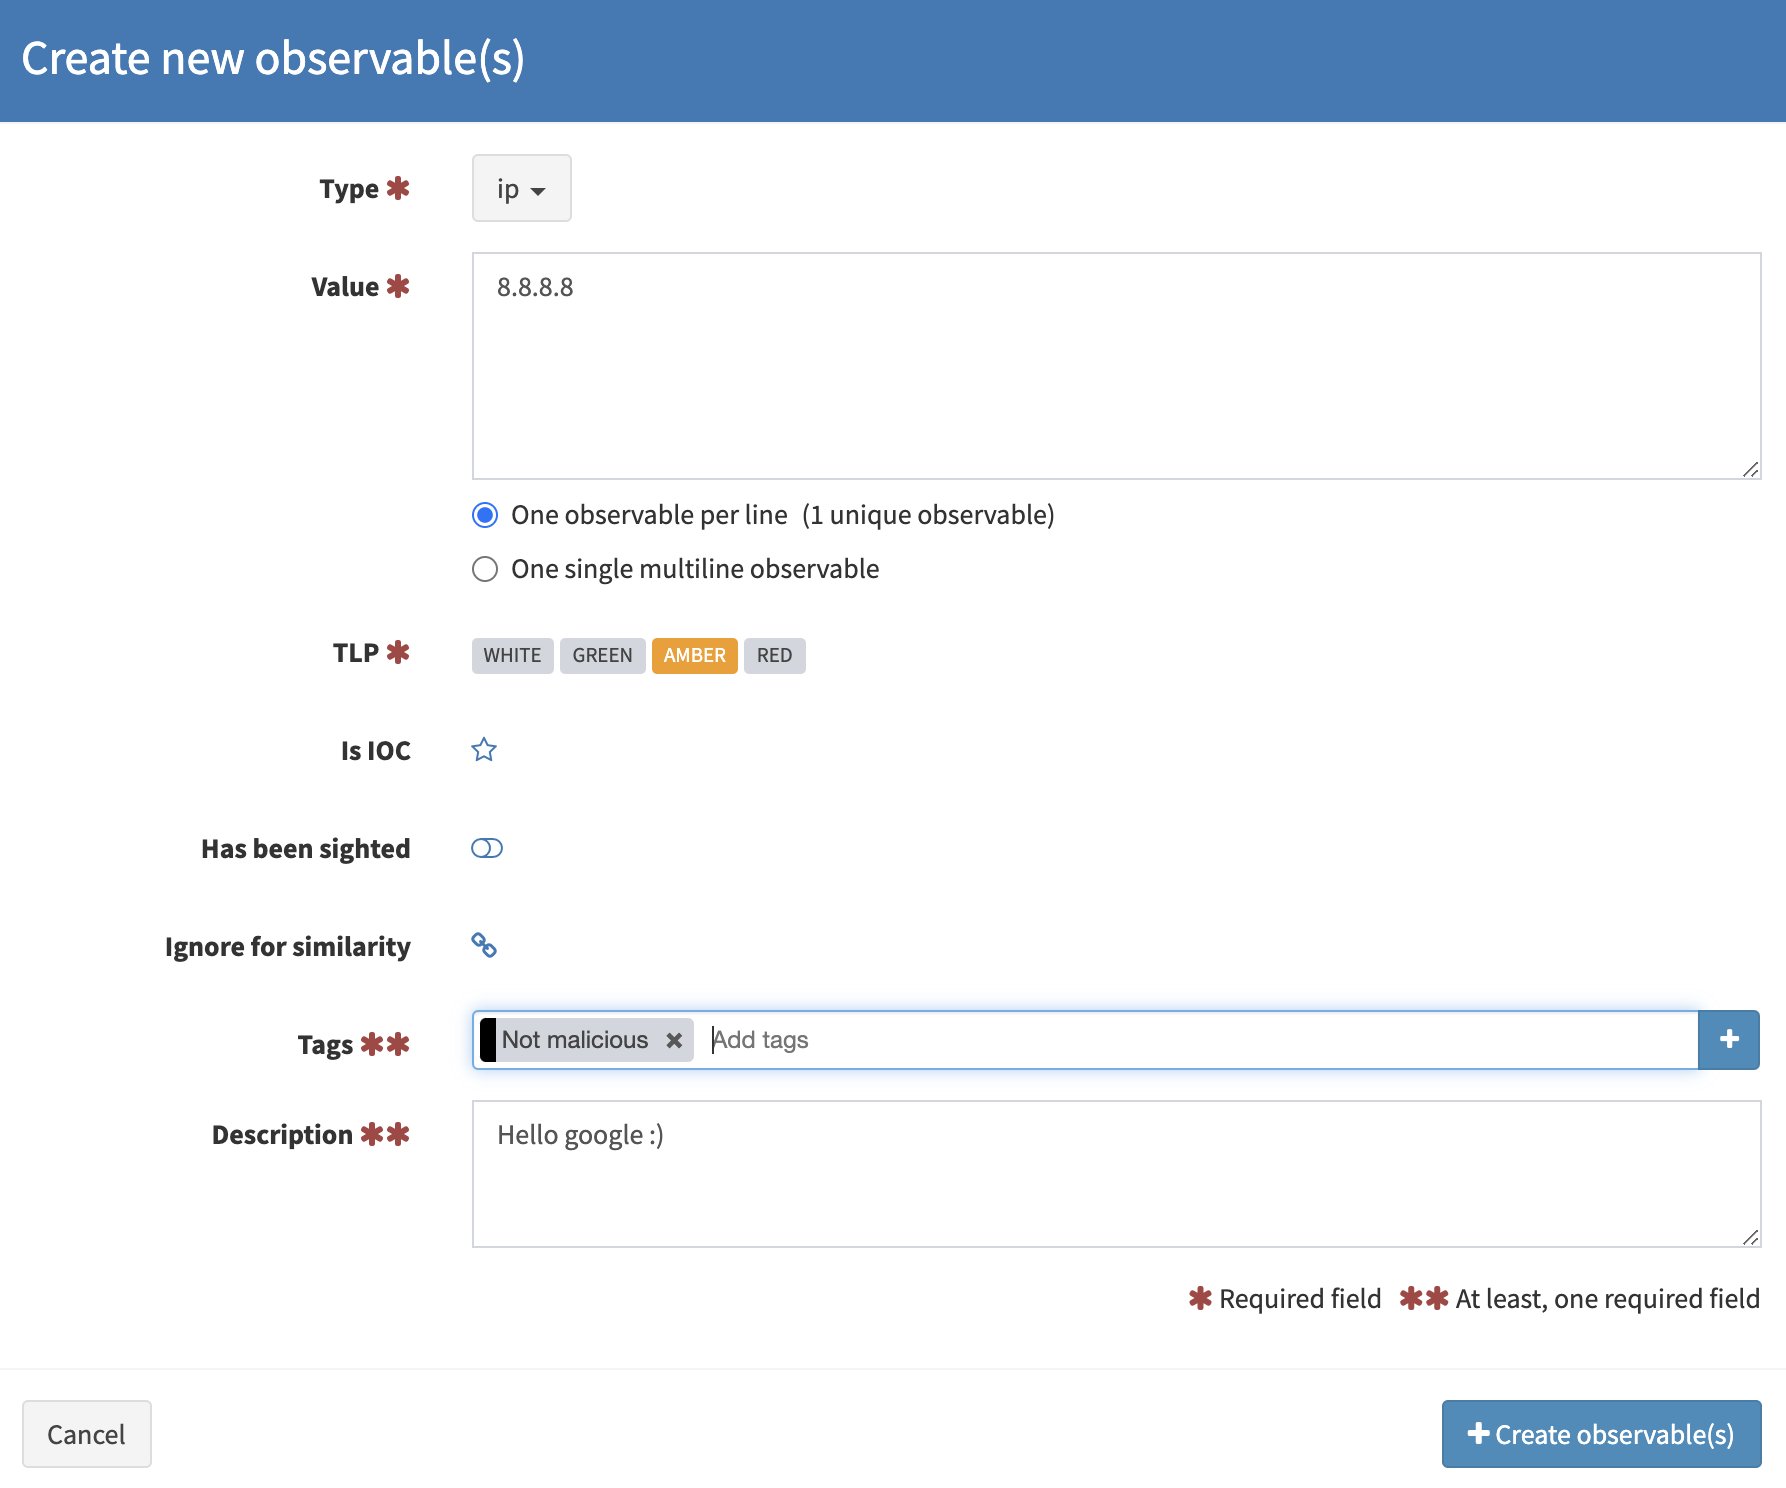 Create new observable(s)
Type ✱ ip
Value ✱ 8.8.8.8
One observable per line (1 unique observable)
One single multiline observable
TLP ✱ WHITE GREEN AMBER RED
Is IOC
Has been sighted
Ignore for similarity
Tags ✱✱ Not malicious ✖ Add tags
Description ✱✱ Hello google :)
✱ Required field ✱✱ At least, one required field
Cancel + Create observable(s)